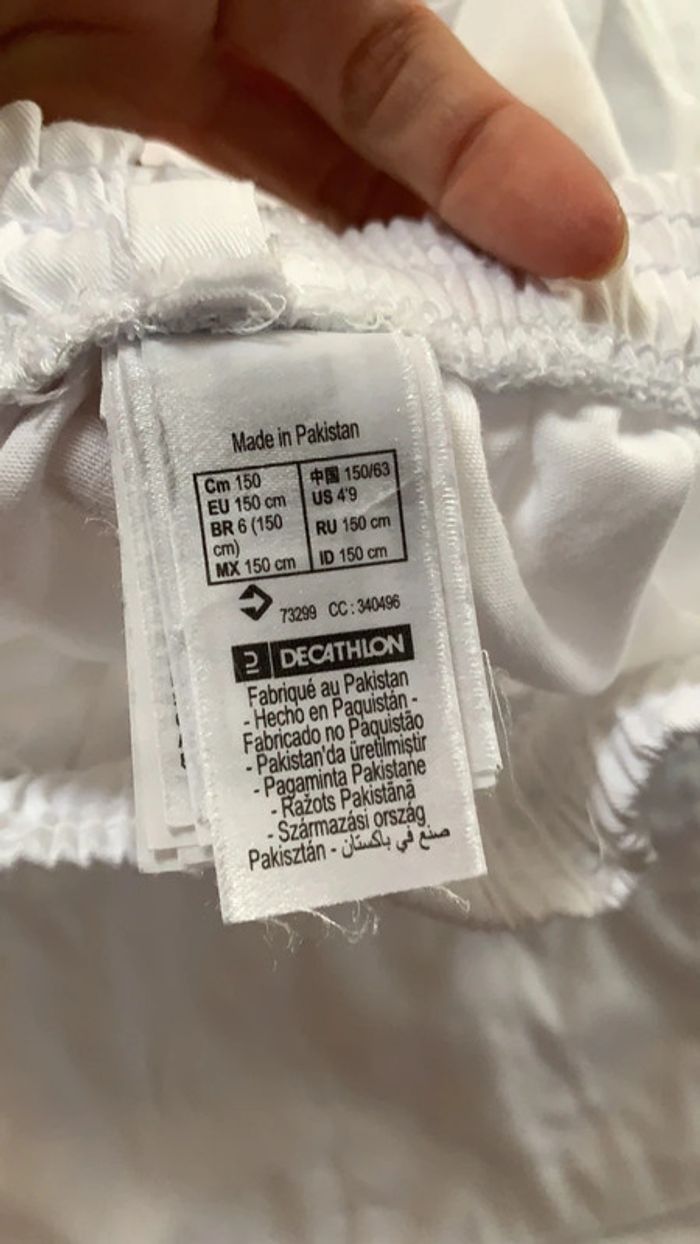 Made in Pakistan
Cm 150
EU 150 cm
BR 6 (150
cm)
MX 150 cm
中国 150/63
US 4'9
RU 150 cm
ID 150 cm
73299 CC : 340496
DECATHLON
Fabriqué au Pakistan
- Hecho en Paquistán -
Fabricado no Paquistão
- Pakistan'da üretilmiştir
- Pagaminta Pakistane
- Ražots Pakistānā
- Származási ország
Pakisztán - صنع في باكستان